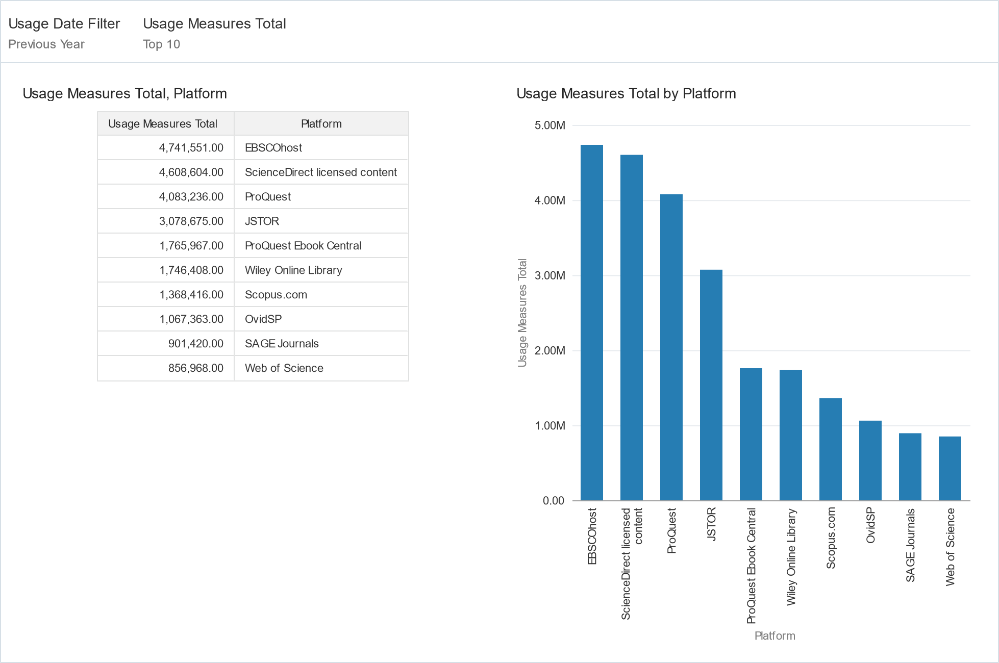 Usage Date Filter
Previous Year
Usage Measures Total
Top 10
Usage Measures Total, Platform
Usage Measures Total Platform
4,741,551.00 EBSCOhost
4,608,604.00 ScienceDirect licensed content
4,083,236.00 ProQuest
3,078,675.00 JSTOR
1,765,967.00 ProQuest Ebook Central
1,746,408.00 Wiley Online Library
1,368,416.00 Scopus.com
1,067,363.00 OvidSP
901,420.00 SAGE Journals
856,968.00 Web of Science
Usage Measures Total by Platform
Usage Measures Total
5.00M
4.00M
3.00M
2.00M
1.00M
0.00
EBSCOhost
ScienceDirect licensed
content
ProQuest
JSTOR
ProQuest Ebook Central
Wiley Online Library
Scopus.com
OvidSP
SAGE Journals
Web of Science
Platform